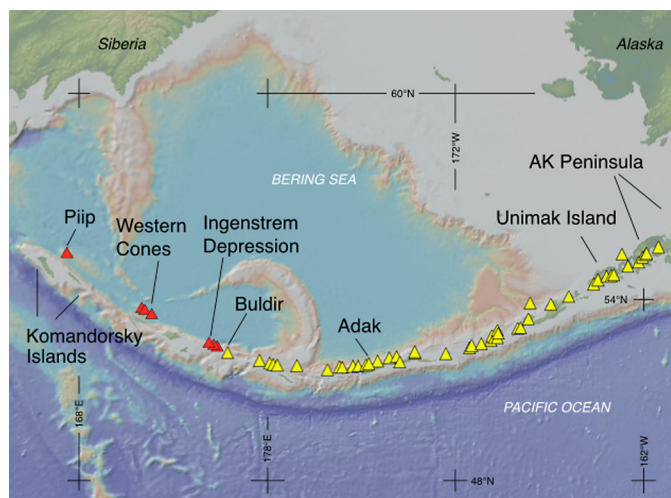 Siberia
Alaska
60°N
172°W
AK Peninsula
BERING SEA
Piip
Western
Cones
Ingenstrem
Depression
Unimak Island
Buldir
54°N
Adak
Komandorsky
Islands
168°E
178°E
PACIFIC OCEAN
162°W
48°N